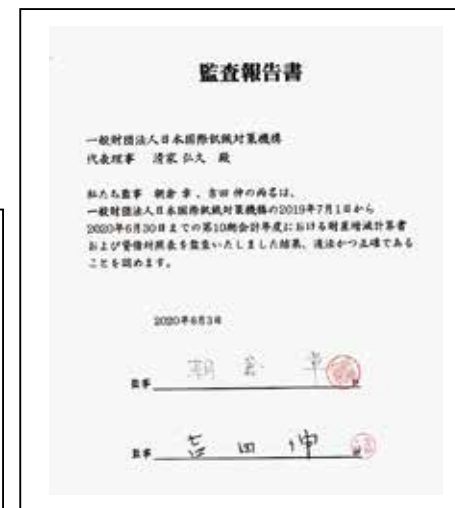 監査報告書
一般財団法人日本国際飢餓対策機構
代表理事 清家 弘久 殿
私たち監事 朝倉 幸、吉田 伸の両名は、
一般財団法人日本国際飢餓対策機構の2019年7月1日から
2020年6月30日までの第10期会計年度における財産増減計算書
および貸借対照表を監査いたしました結果、適法かつ正確である
ことを認めます。
2020年8月3日
監事 朝倉 幸
監事 吉田 伸